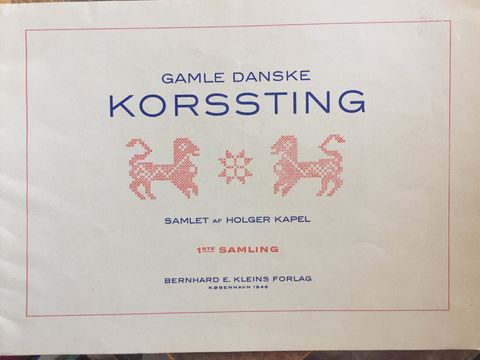 GAMLE DANSKE
KORSSTING
SAMLET AF HOLGER KAPEL
1STE SAMLING
BERNHARD E. KLEINS FORLAG
KØBENHAVN 1946